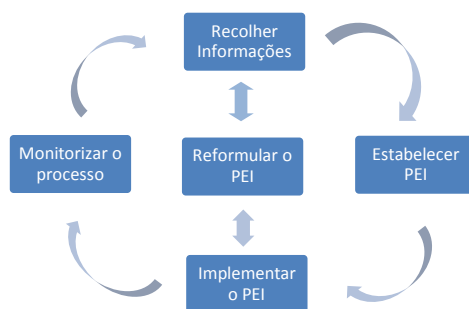 Recolher
Informações
Monitorizar o
processo
Reformular o
PEI
Estabelecer
PEI
Implementar
o PEI